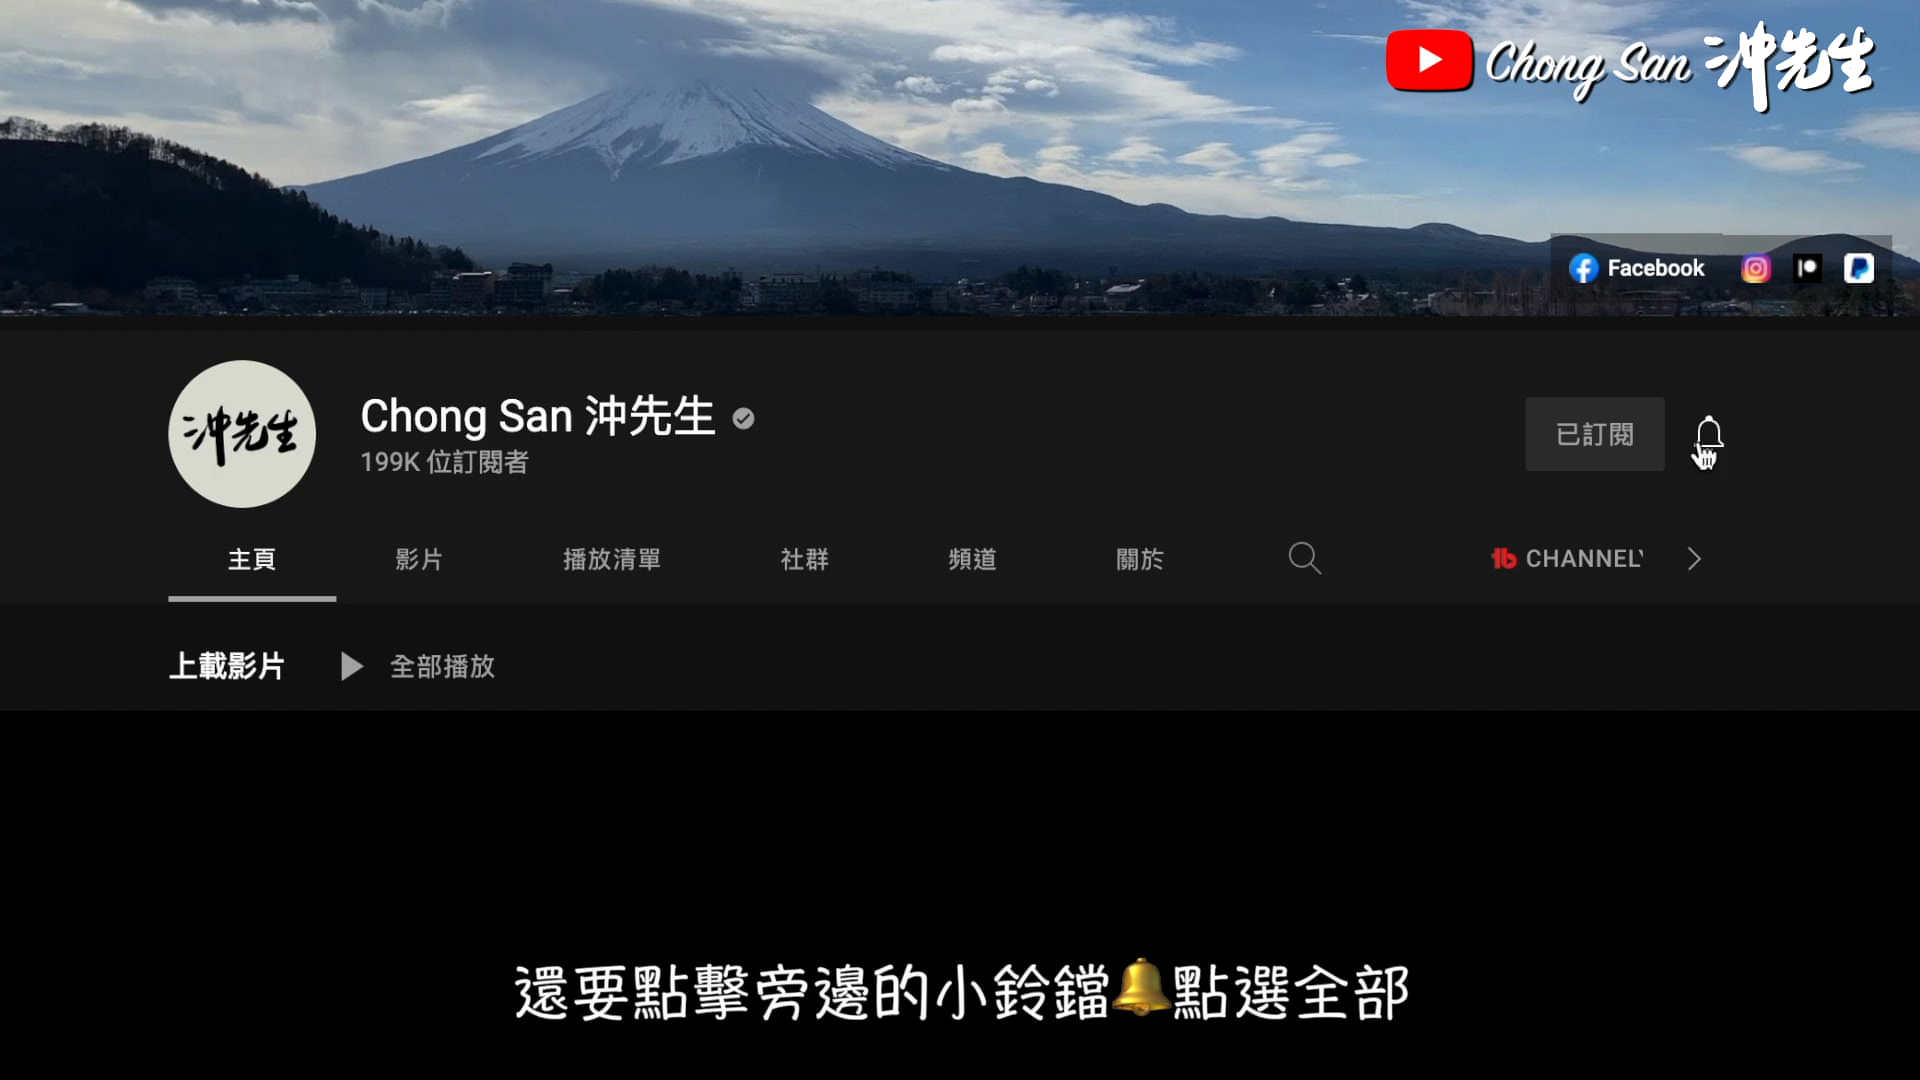 Chong San 沖先生
Facebook
沖先生
Chong San 沖先生
199K 位訂閱者
已訂閱
主頁
影片
播放清單
社群
頻道
關於
CHANNELY
上載影片
全部播放
還要點擊旁邊的小鈴鐺🔔點選全部